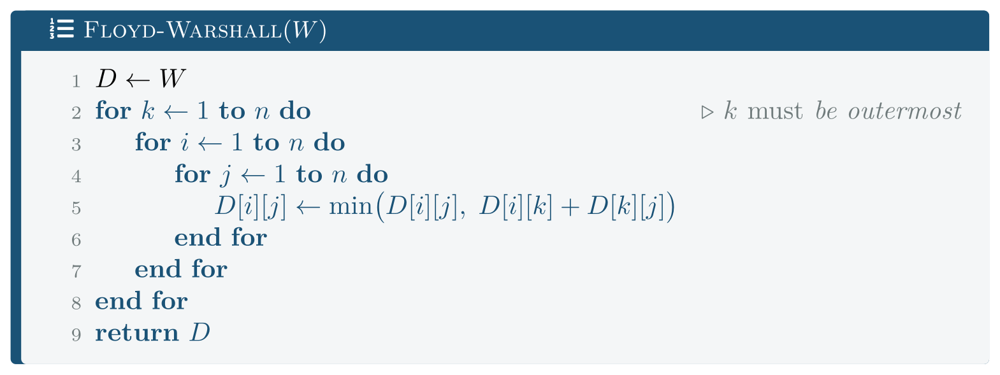 FLOYD-WARSHALL(W)
1 D ← W
2 for k ← 1 to n do ▷ k must be outermost
3 for i ← 1 to n do
4 for j ← 1 to n do
5 D[i][j] ← min(D[i][j], D[i][k] + D[k][j])
6 end for
7 end for
8 end for
9 return D